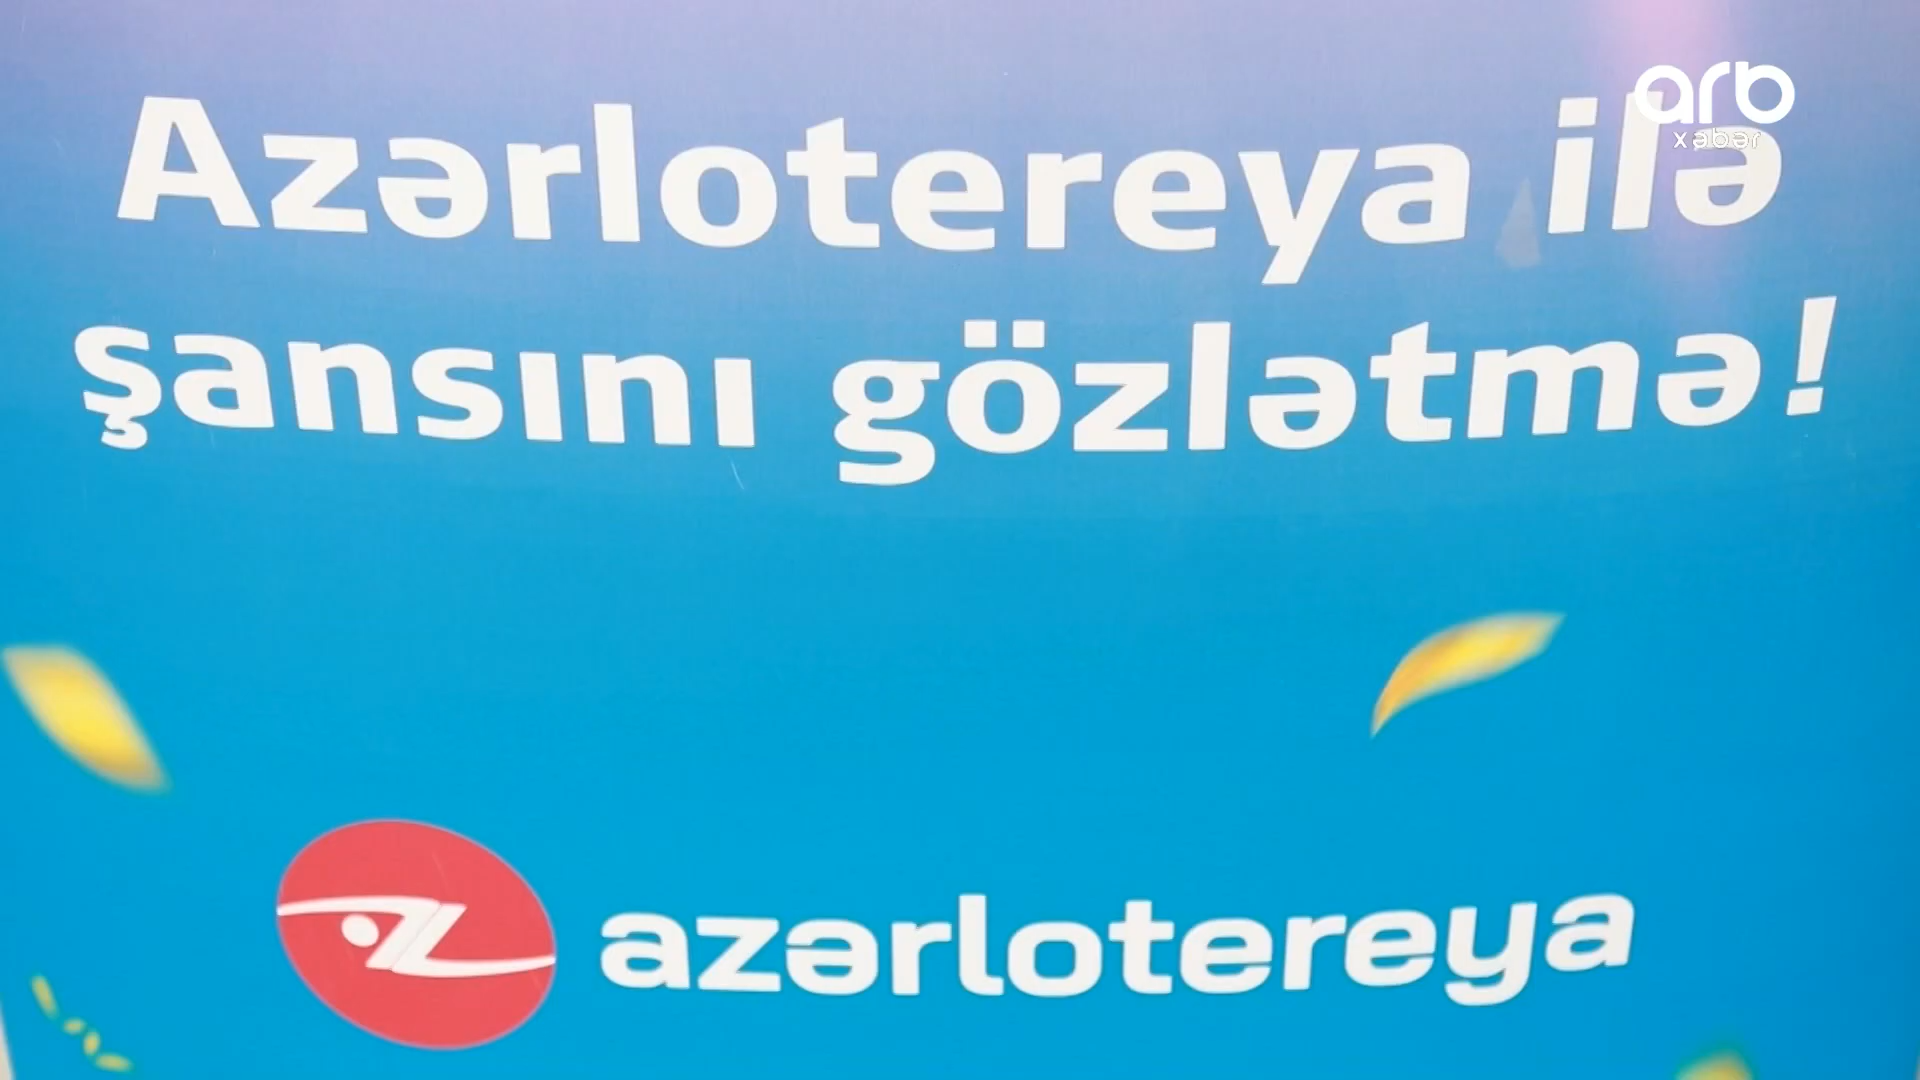 arb
xəbər
Azərlotereya ilə
şansını gözlətmə!
azərlotereya